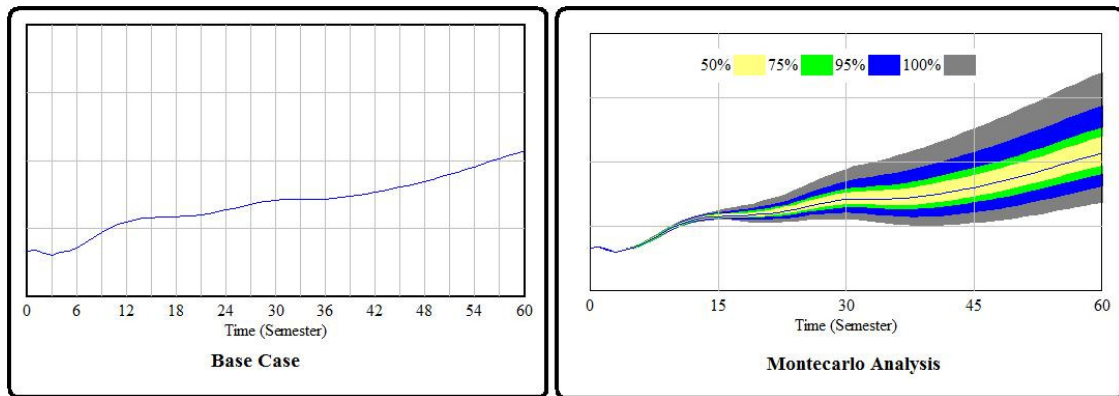 0 6 12 18 24 30 36 42 48 54 60
Time (Semester)
Base Case
50% 75% 95% 100%
0 15 30 45 60
Time (Semester)
Montecarlo Analysis